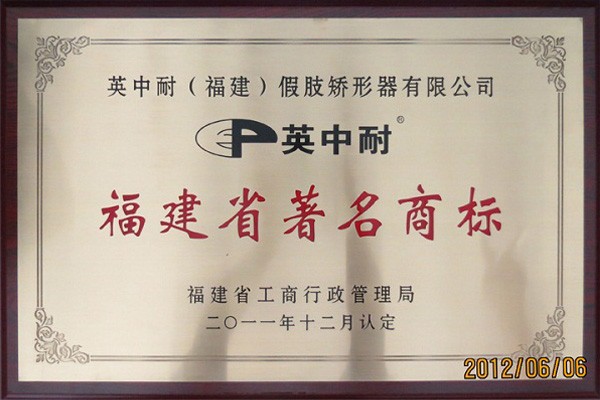 英中耐（福建）假肢矫形器有限公司
EP英中耐®
福建省著名商标
福建省工商行政管理局
二〇一一年十二月认定
2012/06/06